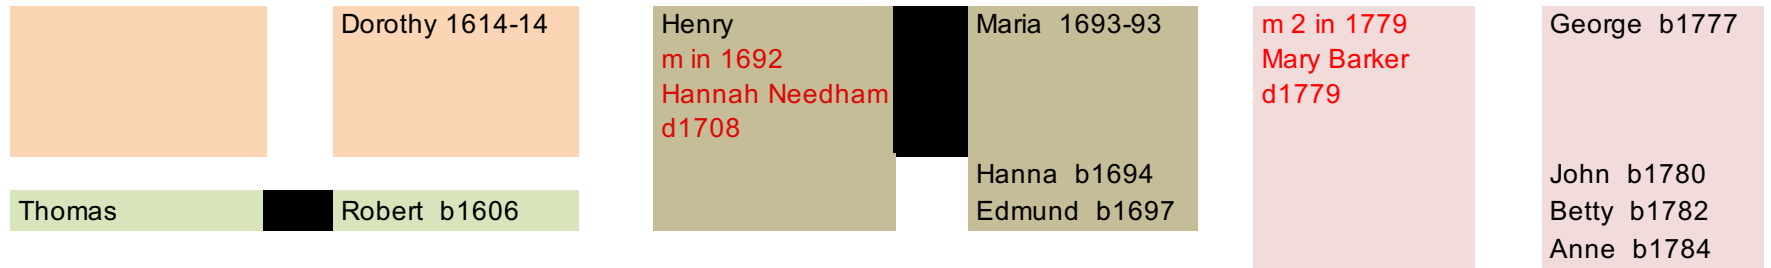 Dorothy 1614-14
Thomas
Robert b1606
Henry
m in 1692
Hannah Needham
d1708
Maria 1693-93
Hanna b1694
Edmund b1697
m 2 in 1779
Mary Barker
d1779
George b1777
John b1780
Betty b1782
Anne b1784